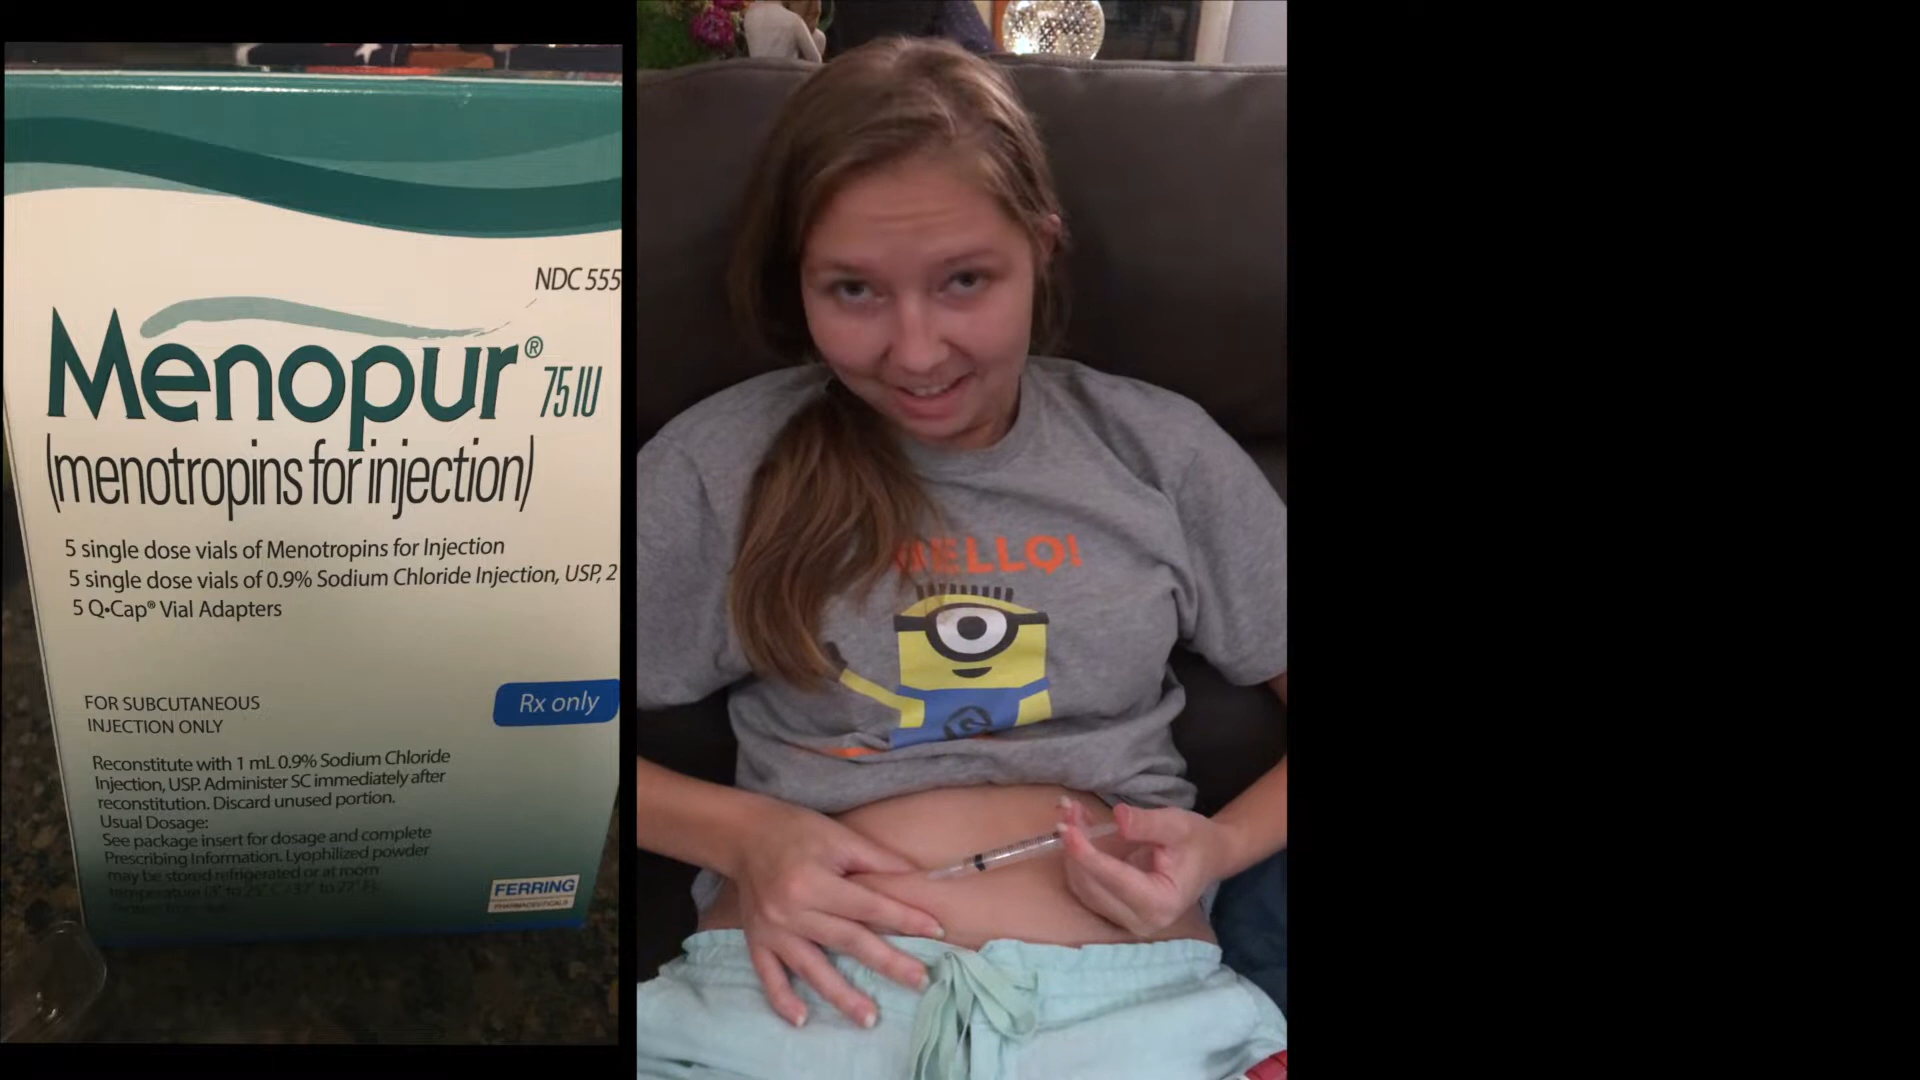 NDC 555
Menopur® 75 IU
(menotropins for injection)
5 single dose vials of Menotropins for Injection
5 single dose vials of 0.9% Sodium Chloride Injection, USP, 2
5 Q•Cap® Vial Adapters
FOR SUBCUTANEOUS
INJECTION ONLY
Rx only
Reconstitute with 1 mL 0.9% Sodium Chloride
Injection, USP. Administer SC immediately after
reconstitution. Discard unused portion.
Usual Dosage:
See package insert for dosage and complete
Prescribing Information. Lyophilized powder
may be stored refrigerated or at room
FERRING
PHARMACEUTICALS
HELLO!